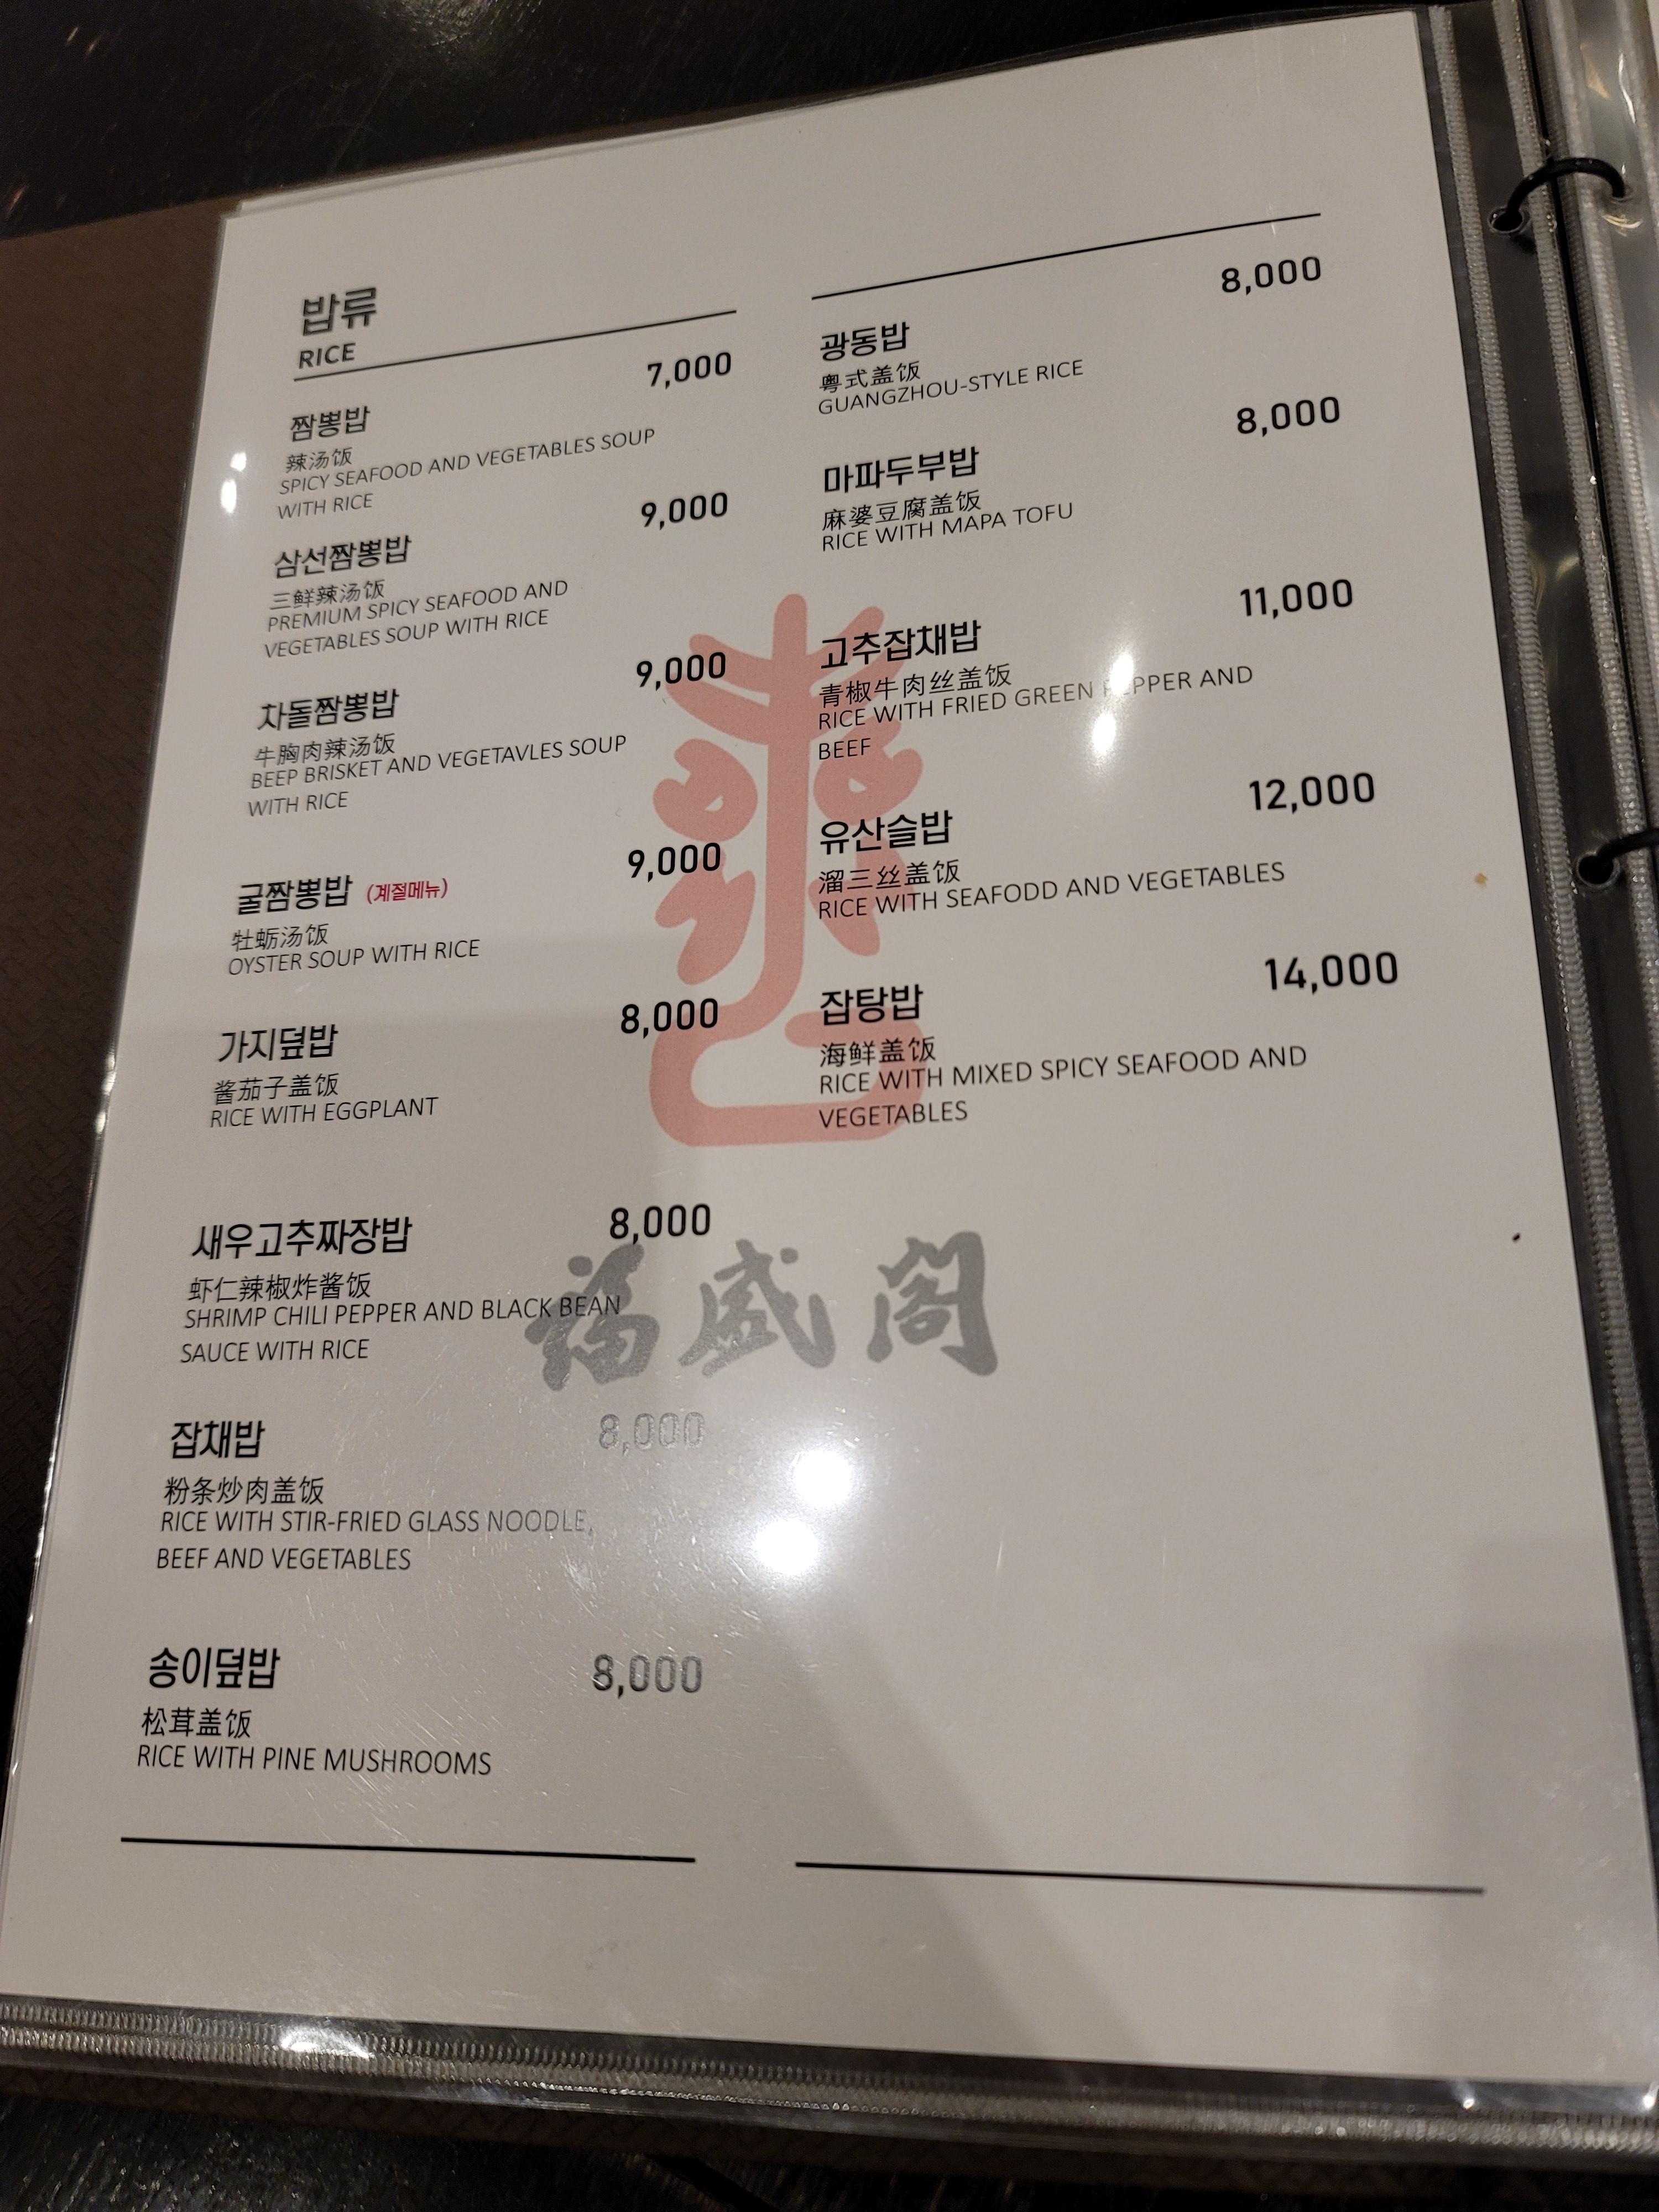 밥류
RICE
7,000
짬뽕밥
辣汤饭
SPICY SEAFOOD AND VEGETABLES SOUP
WITH RICE
9,000
삼선짬뽕밥
三鲜辣汤饭
PREMIUM SPICY SEAFOOD AND
VEGETABLES SOUP WITH RICE
9,000
차돌짬뽕밥
牛胸肉辣汤饭
BEEP BRISKET AND VEGETAVLES SOUP
WITH RICE
9,000
굴짬뽕밥 (계절메뉴)
牡蛎汤饭
OYSTER SOUP WITH RICE
8,000
가지덮밥
酱茄子盖饭
RICE WITH EGGPLANT
새우고추짜장밥 8,000
虾仁辣椒炸酱饭
SHRIMP CHILI PEPPER AND BLACK BEAN
SAUCE WITH RICE
잡채밥 8,000
粉条炒肉盖饭
RICE WITH STIR-FRIED GLASS NOODLE,
BEEF AND VEGETABLES
송이덮밥 8,000
松茸盖饭
RICE WITH PINE MUSHROOMS
8,000
광동밥
粤式盖饭
GUANGZHOU-STYLE RICE
8,000
마파두부밥
麻婆豆腐盖饭
RICE WITH MAPA TOFU
11,000
고추잡채밥
青椒牛肉丝盖饭
RICE WITH FRIED GREEN PEPPER AND
BEEF
12,000
유산슬밥
溜三丝盖饭
RICE WITH SEAFODD AND VEGETABLES
14,000
잡탕밥
海鲜盖饭
RICE WITH MIXED SPICY SEAFOOD AND
VEGETABLES
福盛阁